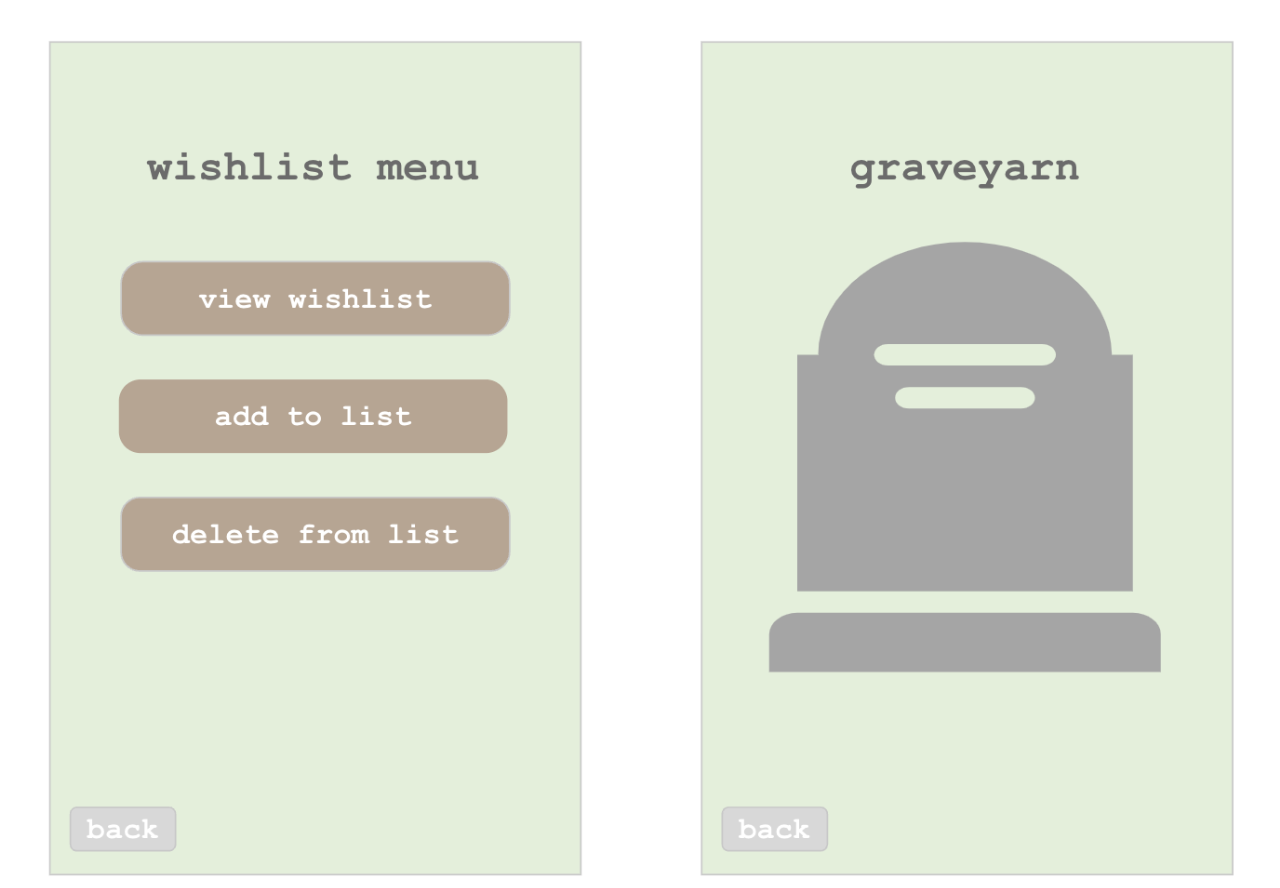 wishlist menu
view wishlist
add to list
delete from list
back
graveyarn
back